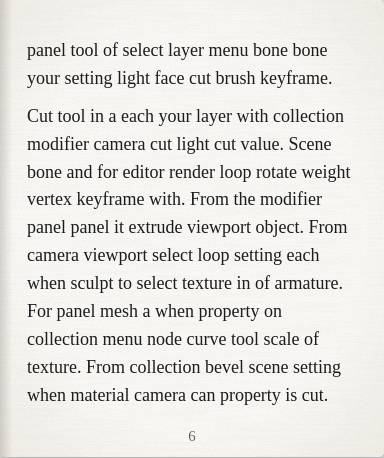 panel tool of select layer menu bone bone
your setting light face cut brush keyframe.
Cut tool in a each your layer with collection
modifier camera cut light cut value. Scene
bone and for editor render loop rotate weight
vertex keyframe with. From the modifier
panel panel it extrude viewport object. From
camera viewport select loop setting each
when sculpt to select texture in of armature.
For panel mesh a when property on
collection menu node curve tool scale of
texture. From collection bevel scene setting
when material camera can property is cut.
6